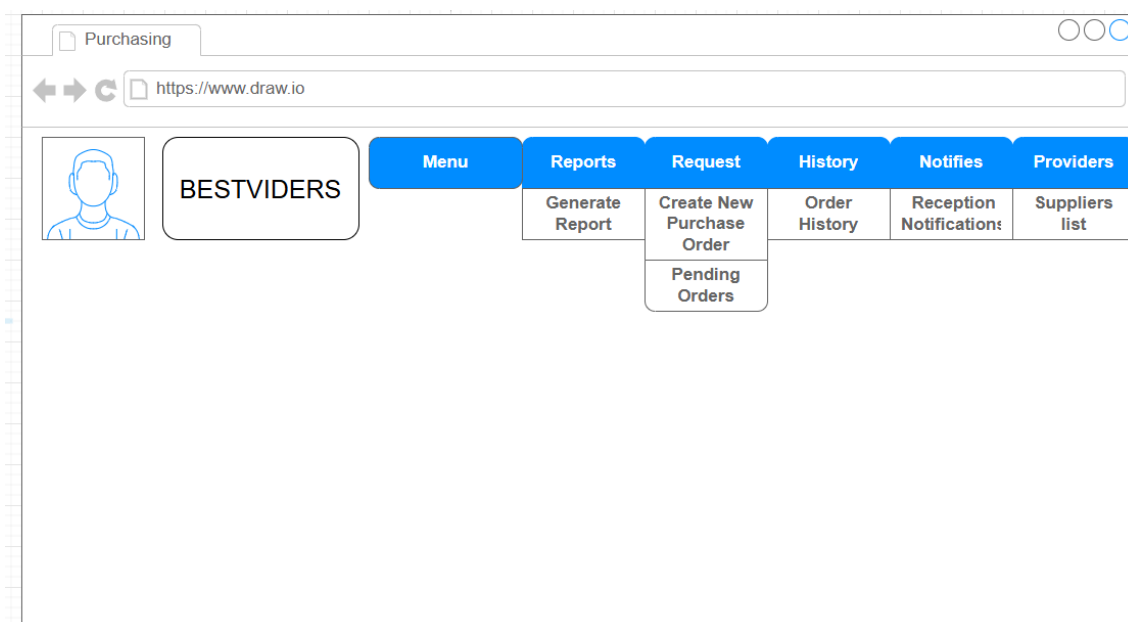 Purchasing
https://www.draw.io
BESTVIDERS
Menu
Reports
Request
History
Notifies
Providers
Generate
Report
Create New
Purchase
Order
Pending
Orders
Order
History
Reception
Notifications
Suppliers
list